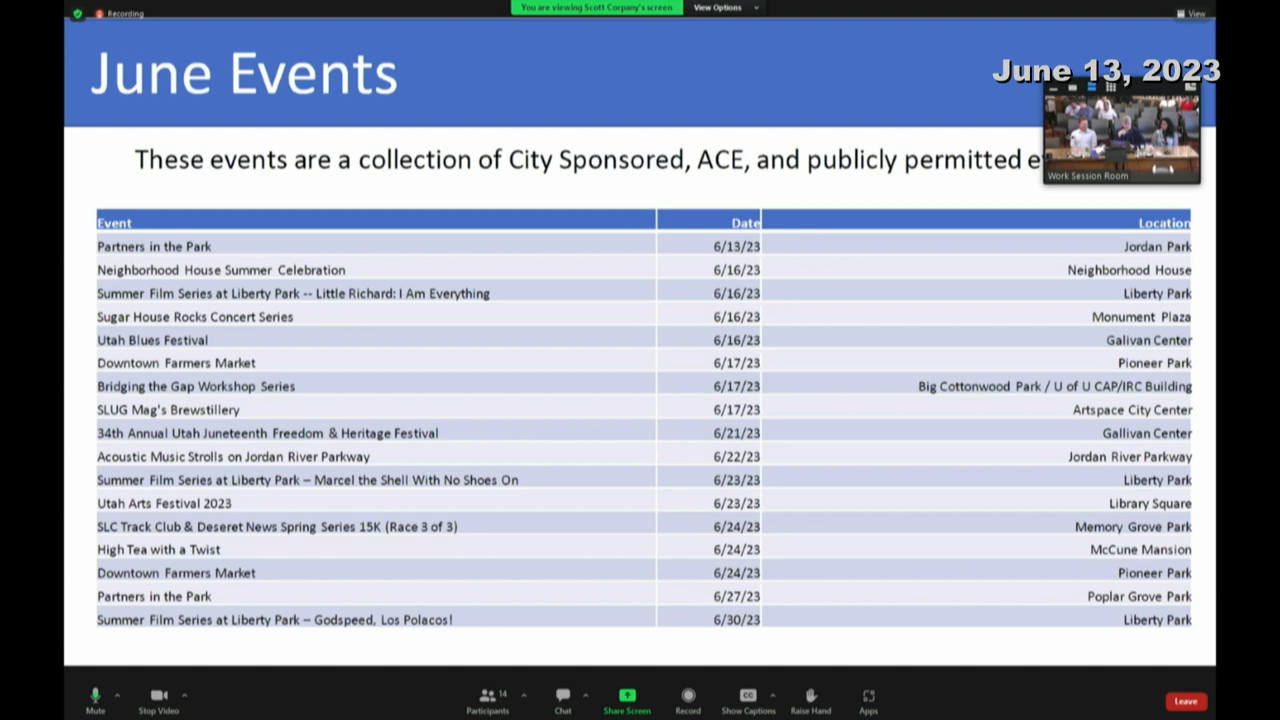 Recording
You are viewing Scott Corpany's screen
View Options
View
June Events
June 13, 2023
These events are a collection of City Sponsored, ACE, and publicly permitted
Work Session Room
Event Date Location
Partners in the Park 6/13/23 Jordan Park
Neighborhood House Summer Celebration 6/16/23 Neighborhood House
Summer Film Series at Liberty Park -- Little Richard: I Am Everything 6/16/23 Liberty Park
Sugar House Rocks Concert Series 6/16/23 Monument Plaza
Utah Blues Festival 6/16/23 Galivan Center
Downtown Farmers Market 6/17/23 Pioneer Park
Bridging the Gap Workshop Series 6/17/23 Big Cottonwood Park / U of U CAP/IRC Building
SLUG Mag's Brewstillery 6/17/23 Artspace City Center
34th Annual Utah Juneteenth Freedom & Heritage Festival 6/21/23 Gallivan Center
Acoustic Music Strolls on Jordan River Parkway 6/22/23 Jordan River Parkway
Summer Film Series at Liberty Park – Marcel the Shell With No Shoes On 6/23/23 Liberty Park
Utah Arts Festival 2023 6/23/23 Library Square
SLC Track Club & Deseret News Spring Series 15K (Race 3 of 3) 6/24/23 Memory Grove Park
High Tea with a Twist 6/24/23 McCune Mansion
Downtown Farmers Market 6/24/23 Pioneer Park
Partners in the Park 6/27/23 Poplar Grove Park
Summer Film Series at Liberty Park – Godspeed, Los Polacos! 6/30/23 Liberty Park
Mute
Stop Video
Participants 14
Chat
Share Screen
Record
CC
Show Captions
Raise Hand
Apps
Leave